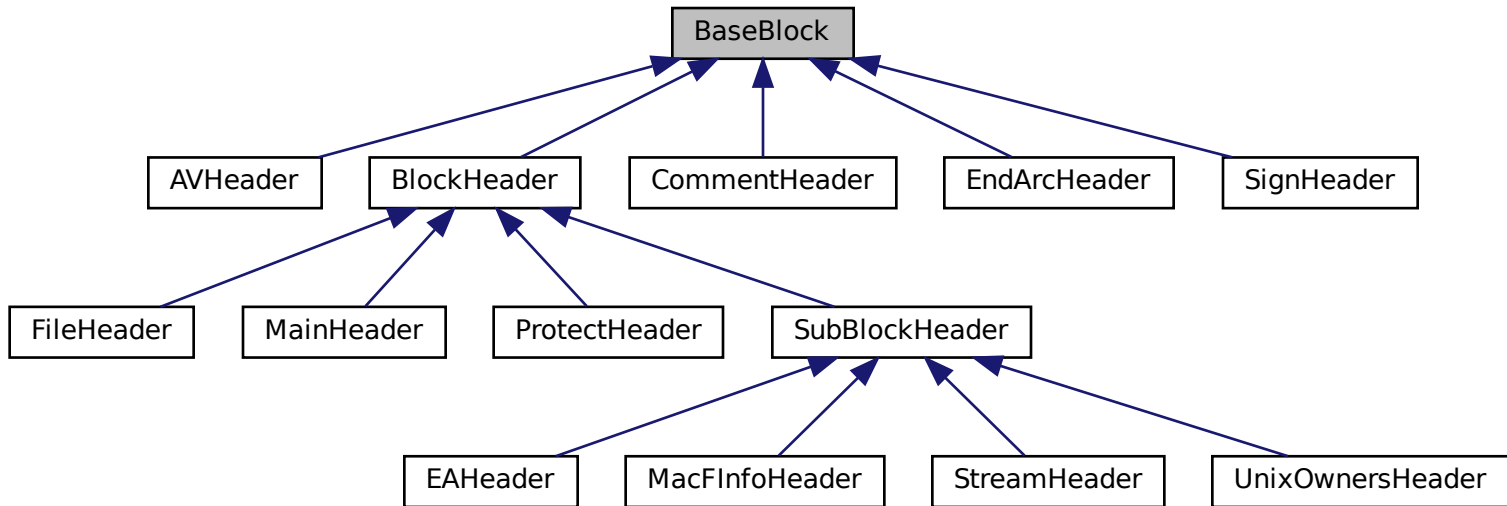 BaseBlock
AVHeader
BlockHeader
CommentHeader
EndArcHeader
SignHeader
FileHeader
MainHeader
ProtectHeader
SubBlockHeader
EAHeader
MacFInfoHeader
StreamHeader
UnixOwnersHeader